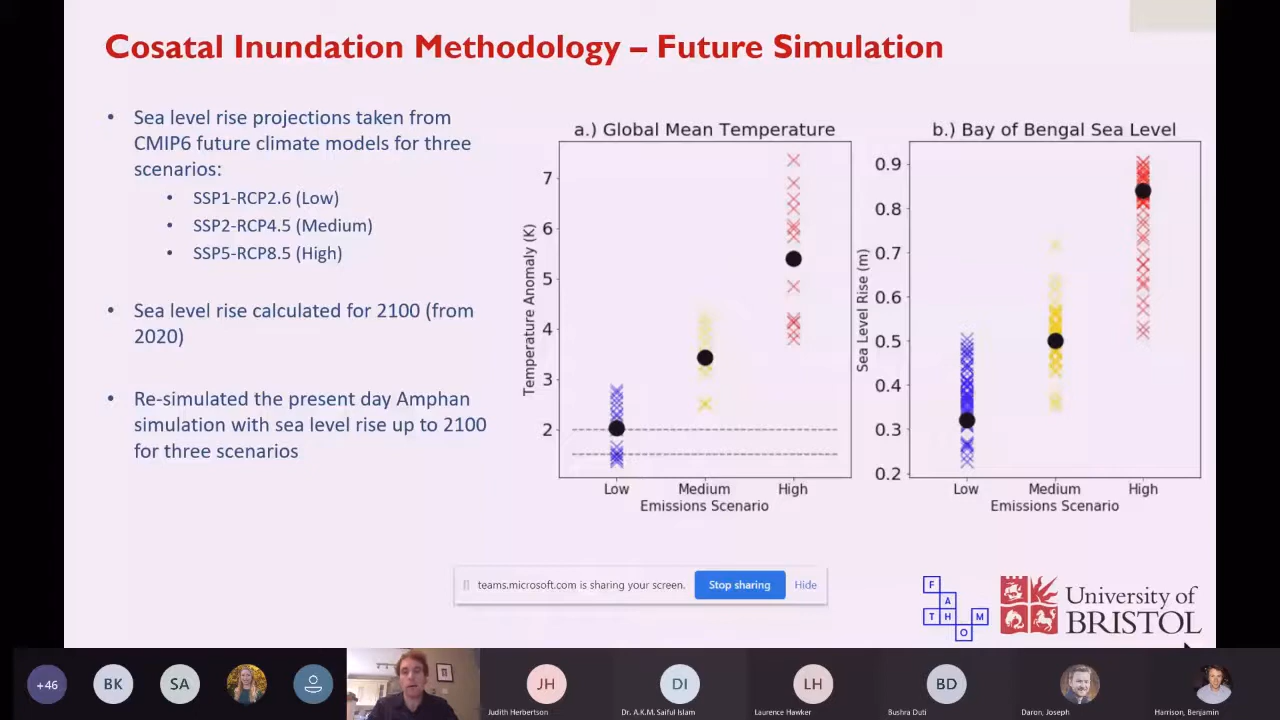 Cosatal Inundation Methodology – Future Simulation
• Sea level rise projections taken from
CMIP6 future climate models for three
scenarios:
• SSP1-RCP2.6 (Low)
• SSP2-RCP4.5 (Medium)
• SSP5-RCP8.5 (High)
• Sea level rise calculated for 2100 (from
2020)
• Re-simulated the present day Amphan
simulation with sea level rise up to 2100
for three scenarios
a.) Global Mean Temperature
Temperature Anomaly (K)
7
6
5
4
3
2
Low Medium High
Emissions Scenario
b.) Bay of Bengal Sea Level
Sea Level Rise (m)
0.9
0.8
0.7
0.6
0.5
0.4
0.3
0.2
Low Medium High
Emissions Scenario
teams.microsoft.com is sharing your screen. Stop sharing Hide
F
A
T H M
O
University of
BRISTOL
+46 BK SA JH DI LH BD
Judith Herbertson Dr. A.K.M. Saiful Islam Laurence Hawker Bushra Duti Daron, Joseph Harrison, Benjamin